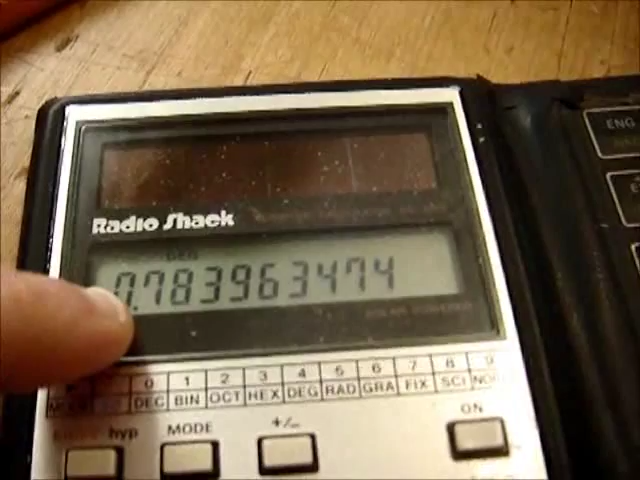 ENG
Radio Shack
DEG
0.783963474
0 1 2 3 4 5 6 7 8 9
DEC BIN OCT HEX DEG RAD GRA FIX SCI NOR
hyp MODE +/- ON